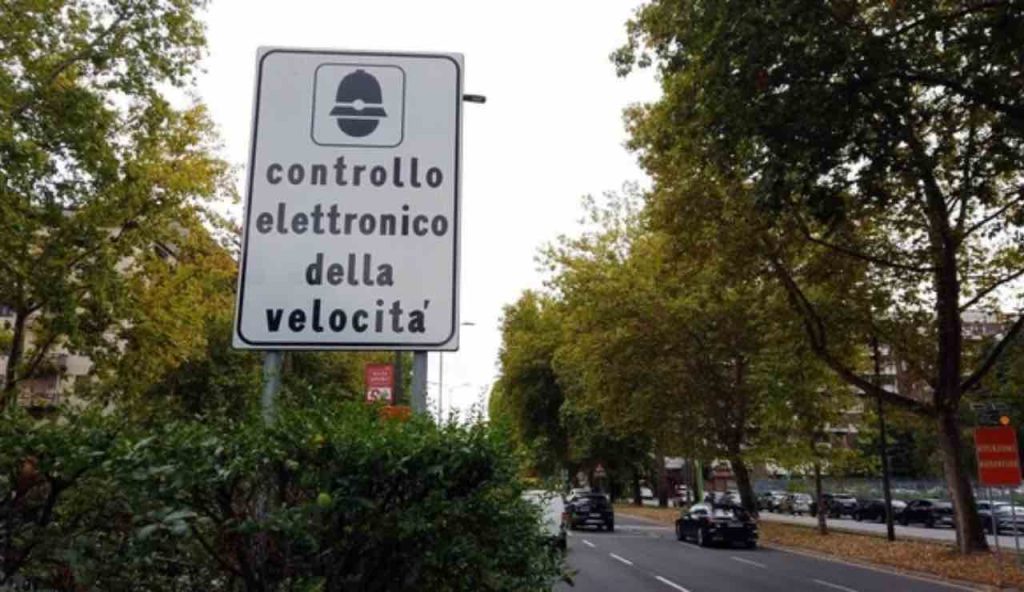 controllo
elettronico
della
velocita'